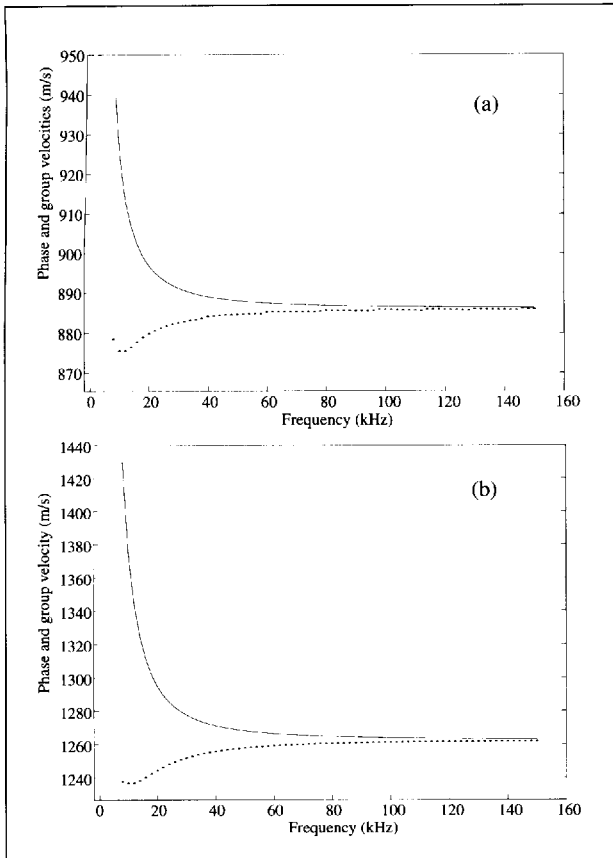 950
940
930
920
910
900
890
880
870
Phase and group velocities (m/s)
(a)
0 20 40 60 80 100 120 140 160
Frequency (kHz)
1440
1420
1400
1380
1360
1340
1320
1300
1280
1260
1240
Phase and group velocity (m/s)
(b)
0 20 40 60 80 100 120 140 160
Frequency (kHz)